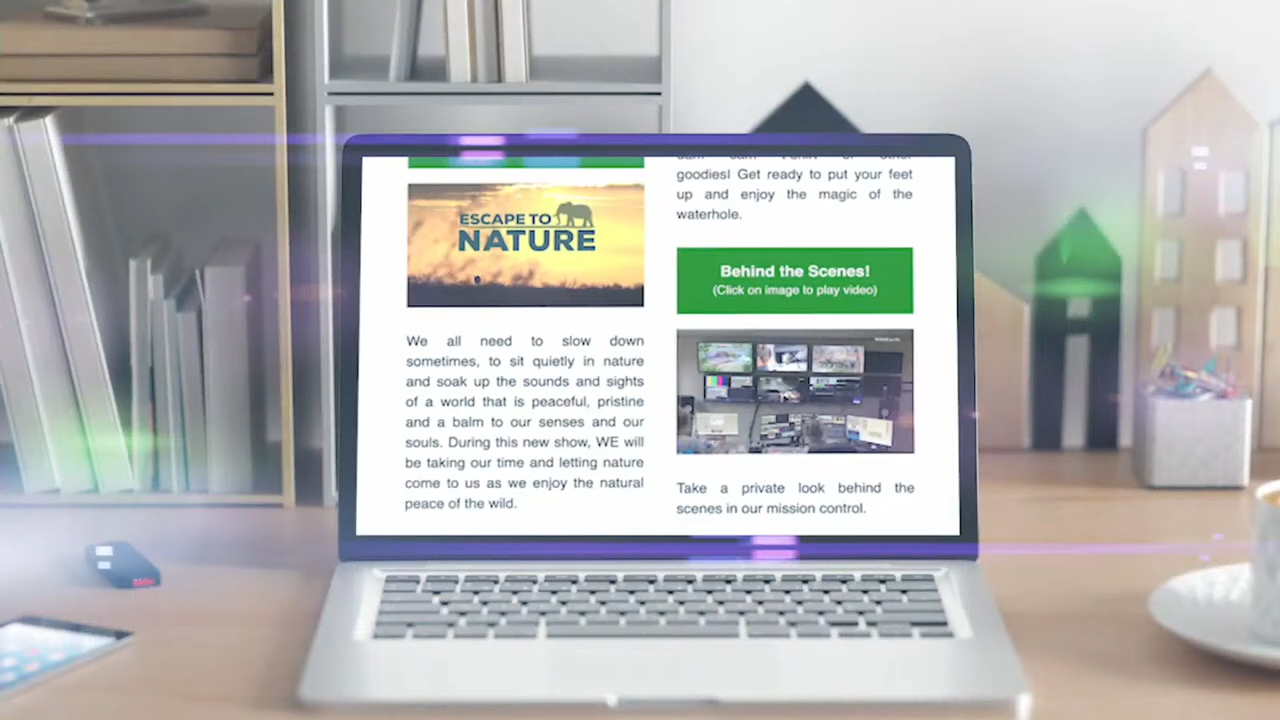 ESCAPE TO
NATURE
We all need to slow down
sometimes, to sit quietly in nature
and soak up the sounds and sights
of a world that is peaceful, pristine
and a balm to our senses and our
souls. During this new show, WE will
be taking our time and letting nature
come to us as we enjoy the natural
peace of the wild.
goodies! Get ready to put your feet
up and enjoy the magic of the
waterhole.
Behind the Scenes!
(Click on image to play video)
Take a private look behind the
scenes in our mission control.